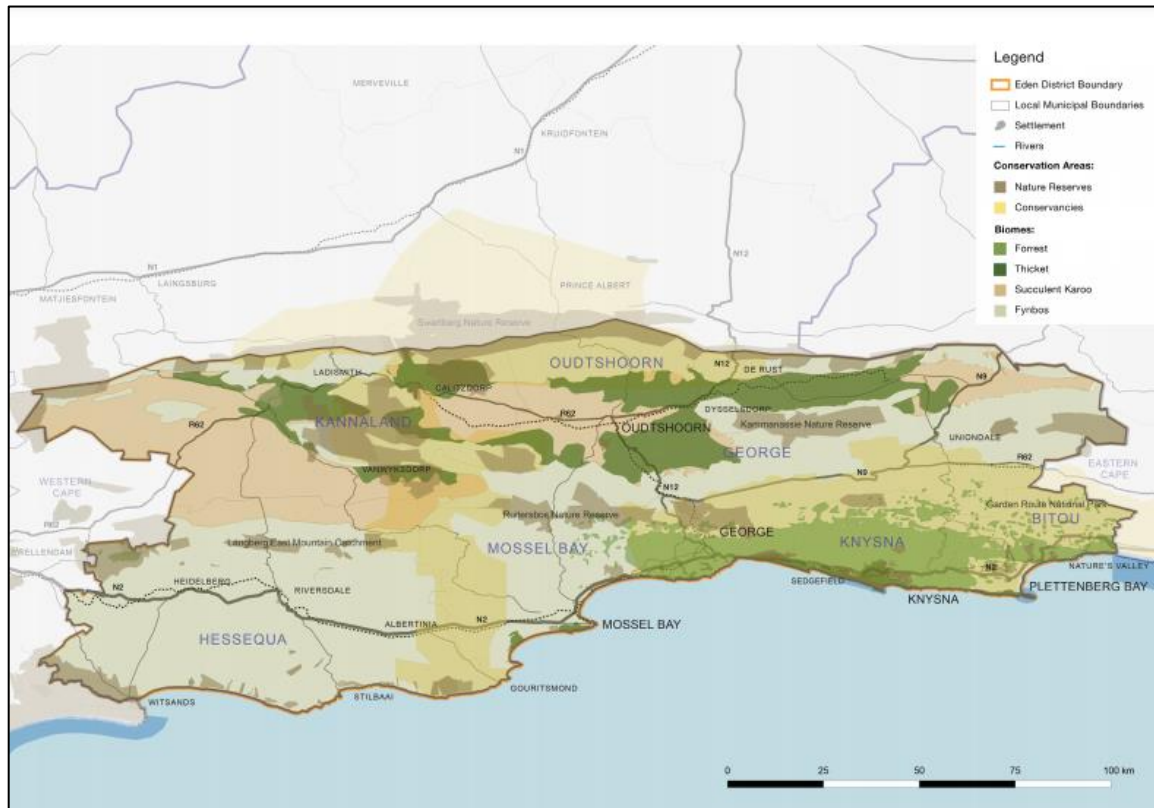 Legend
Eden District Boundary
Local Municipal Boundaries
Settlement
Rivers
Conservation Areas:
Nature Reserves
Conservancies
Biomes:
Forrest
Thicket
Succulent Karoo
Fynbos
MERVEVILLE
KRUIDFONTEIN
N1
N12
N1
LAINGSBURG
MATJIESFONTEIN
PRINCE ALBERT
Swartberg Nature Reserve
OUDTSHOORN
N12
DE RUST
LADISMITH
CALITZDORP
N9
R62
DYSSELSDORP
R62
KANNALAND
OUDTSHOORN
Kammanassie Nature Reserve
GEORGE
UNIONDALE
VANWYKSDORP
N9
R62
EASTERN
CAPE
WESTERN
CAPE
N12
Garden Route National Park
BITOU
Nature Reserve
R62
GEORGE
KNYSNA
Langberg East Mountain Catchment
MOSSEL BAY
N2
NATURE'S VALLEY
N2
HEIDELBERG
RIVERSDALE
SEDGEFIELD
KNYSNA
PLETTENBERG BAY
ALBERTINIA
N2
MOSSEL BAY
HESSEQUA
GOURITSMOND
STILBAAI
WITSANDS
0 25 50 75 100 km